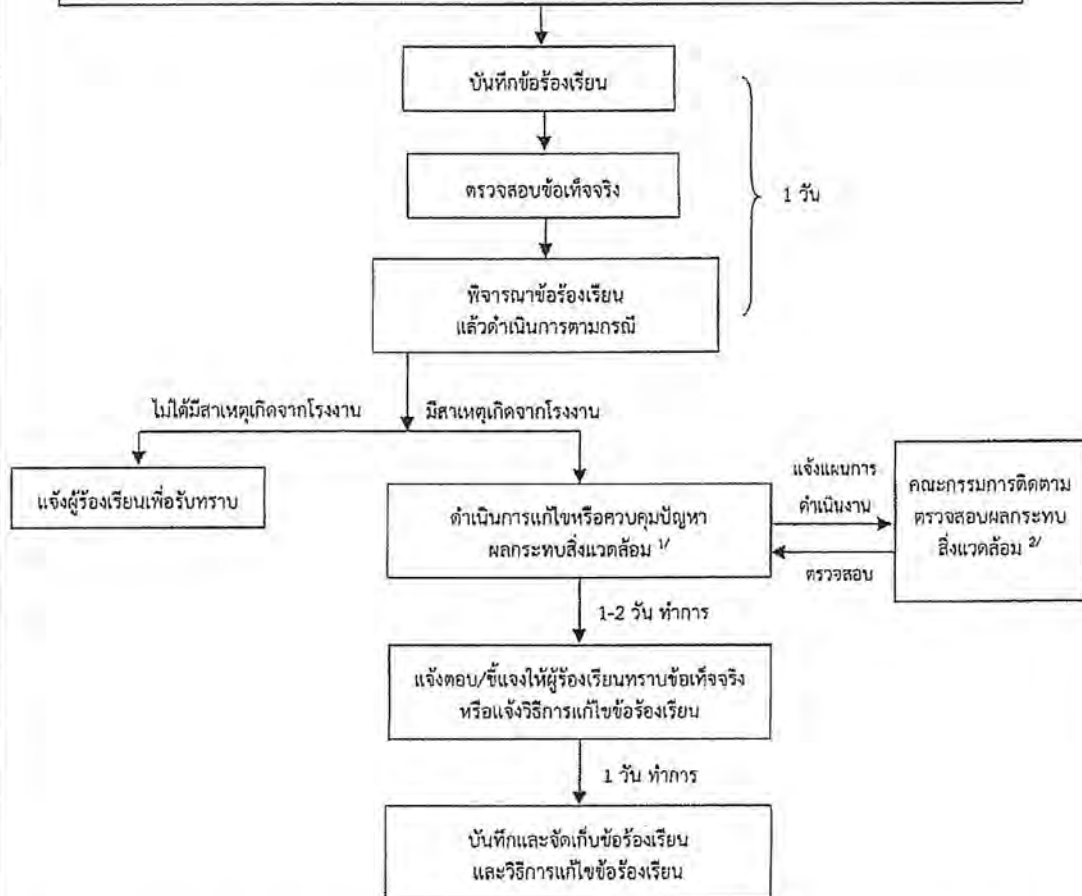 บันทึกข้อร้องเรียน
ตรวจสอบข้อเท็จจริง
1 วัน
พิจารณาข้อร้องเรียน
แล้วดำเนินการตามกรณี
ไม่ได้มีสาเหตุเกิดจากโรงงาน
มีสาเหตุเกิดจากโรงงาน
แจ้งผู้ร้องเรียนเพื่อรับทราบ
ดำเนินการแก้ไขหรือควบคุมปัญหา
ผลกระทบสิ่งแวดล้อม 1/
แจ้งแผนการ
ดำเนินงาน
ตรวจสอบ
คณะกรรมการติดตาม
ตรวจสอบผลกระทบ
สิ่งแวดล้อม 2/
1-2 วัน ทำการ
แจ้งตอบ/ชี้แจงให้ผู้ร้องเรียนทราบข้อเท็จจริง
หรือแจ้งวิธีการแก้ไขข้อร้องเรียน
1 วัน ทำการ
บันทึกและจัดเก็บข้อร้องเรียน
และวิธีการแก้ไขข้อร้องเรียน